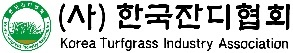 (사) 한국잔디협회
Korea Turfgrass Industry Association